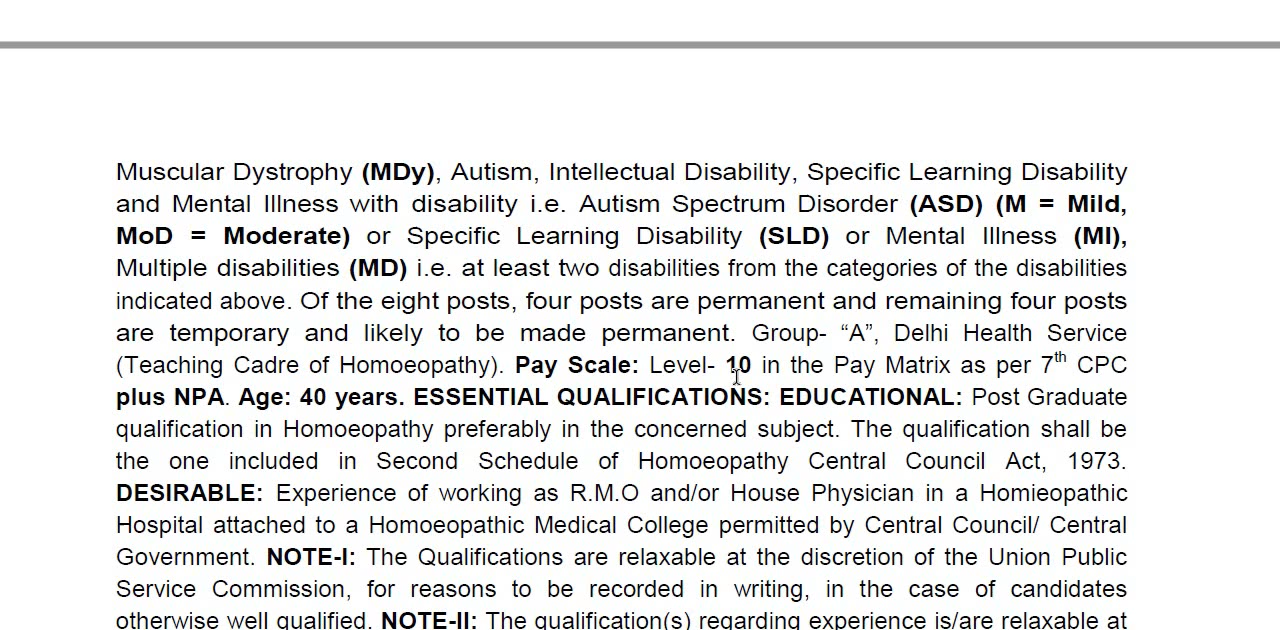 Muscular Dystrophy (MDy), Autism, Intellectual Disability, Specific Learning Disability
and Mental Illness with disability i.e. Autism Spectrum Disorder (ASD) (M = Mild,
MoD = Moderate) or Specific Learning Disability (SLD) or Mental Illness (MI),
Multiple disabilities (MD) i.e. at least two disabilities from the categories of the disabilities
indicated above. Of the eight posts, four posts are permanent and remaining four posts
are temporary and likely to be made permanent. Group- “A”, Delhi Health Service
(Teaching Cadre of Homoeopathy). Pay Scale: Level- 10 in the Pay Matrix as per 7th CPC
plus NPA. Age: 40 years. ESSENTIAL QUALIFICATIONS: EDUCATIONAL: Post Graduate
qualification in Homoeopathy preferably in the concerned subject. The qualification shall be
the one included in Second Schedule of Homoeopathy Central Council Act, 1973.
DESIRABLE: Experience of working as R.M.O and/or House Physician in a Homieopathic
Hospital attached to a Homoeopathic Medical College permitted by Central Council/ Central
Government. NOTE-I: The Qualifications are relaxable at the discretion of the Union Public
Service Commission, for reasons to be recorded in writing, in the case of candidates
otherwise well qualified. NOTE-II: The qualification(s) regarding experience is/are relaxable at